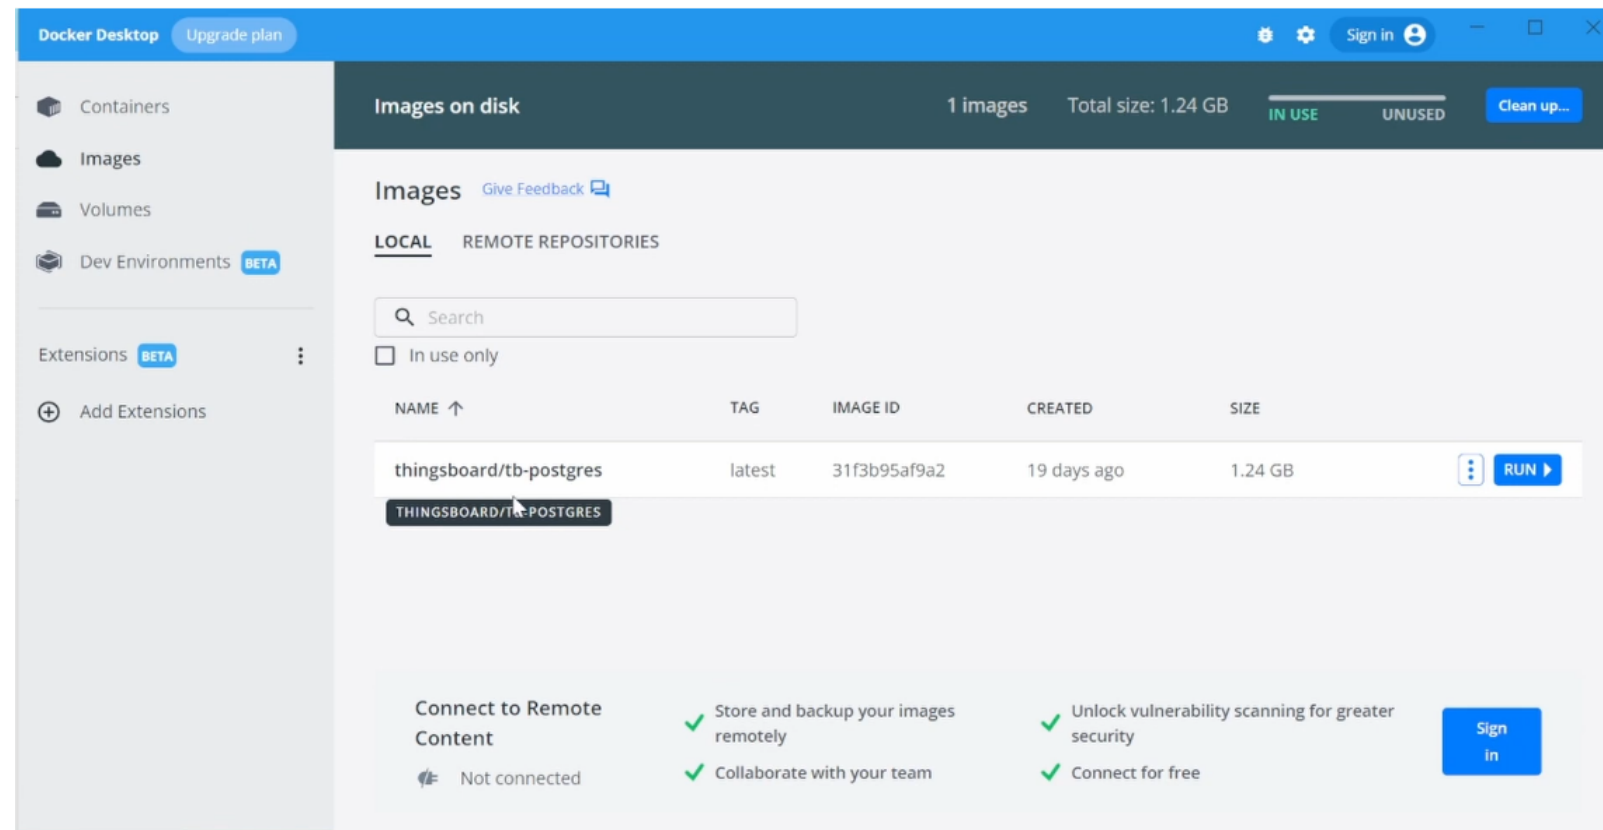 Docker Desktop Upgrade plan Sign in
Containers
Images
Volumes
Dev Environments BETA
Extensions BETA
Add Extensions
Images on disk 1 images Total size: 1.24 GB IN USE UNUSED Clean up...
Images Give Feedback
LOCAL REMOTE REPOSITORIES
Search
In use only
NAME TAG IMAGE ID CREATED SIZE
thingsboard/tb-postgres latest 31f3b95af9a2 19 days ago 1.24 GB RUN
THINGSBOARD/TB-POSTGRES
Connect to Remote
Content
Not connected
Store and backup your images
remotely
Collaborate with your team
Unlock vulnerability scanning for greater
security
Connect for free
Sign
in